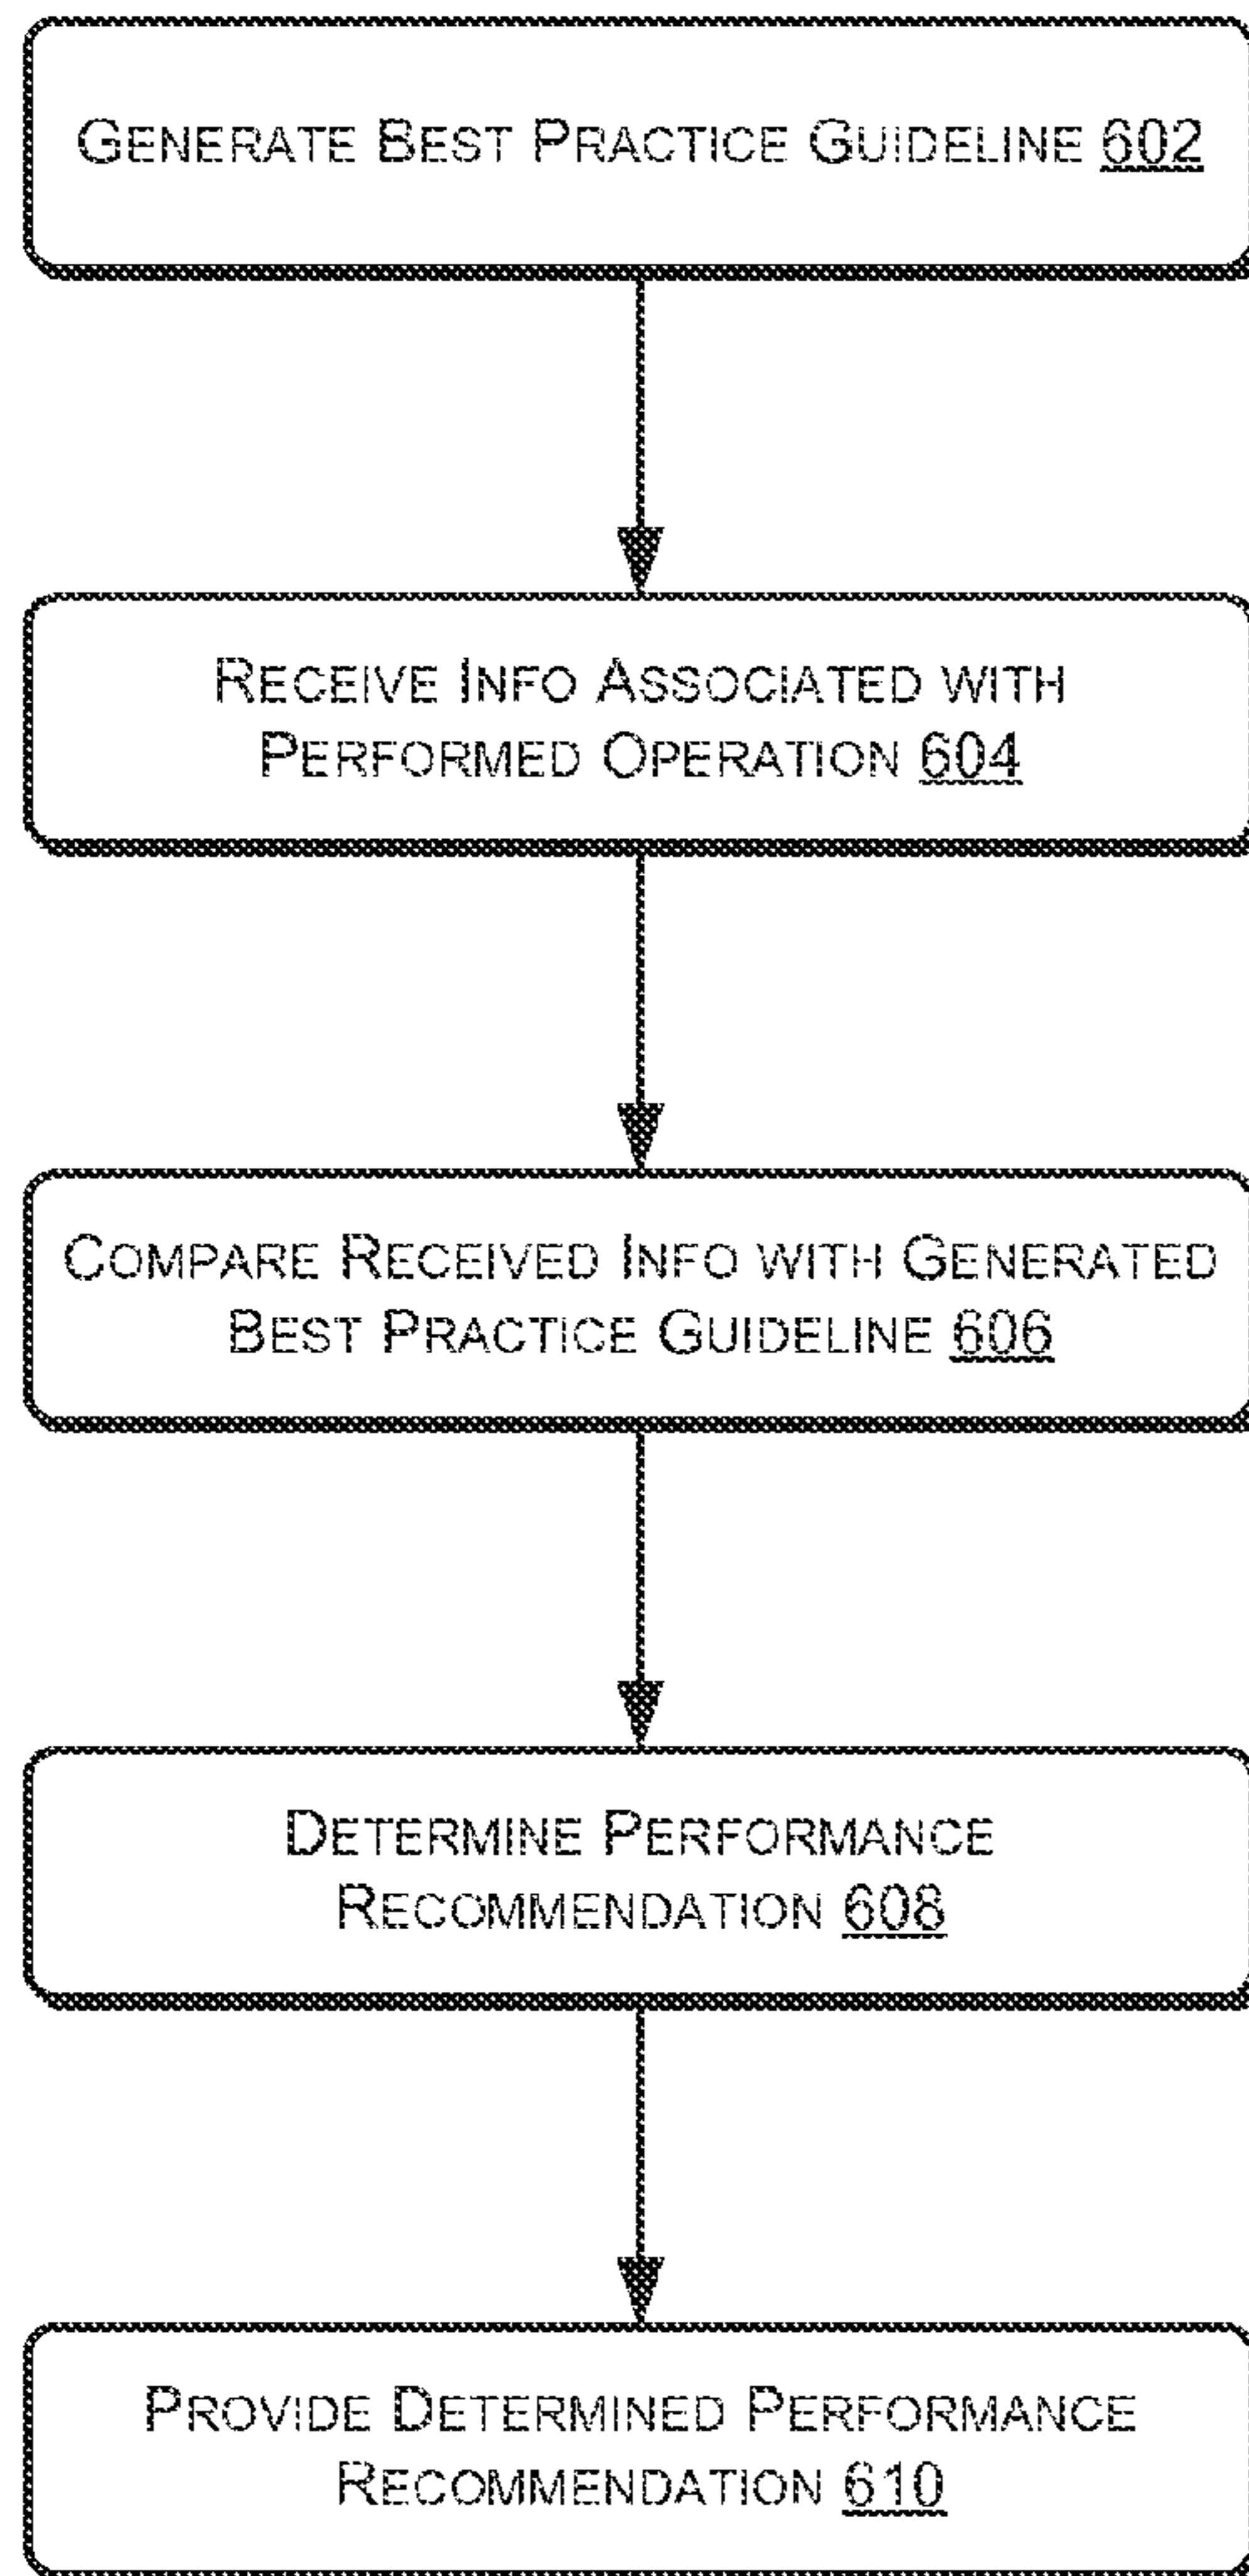 GENERATE BEST PRACTICE GUIDELINE 602
RECEIVE INFO ASSOCIATED WITH
PERFORMED OPERATION 604
COMPARE RECEIVED INFO WITH GENERATED
BEST PRACTICE GUIDELINE 606
DETERMINE PERFORMANCE
RECOMMENDATION 608
PROVIDE DETERMINED PERFORMANCE
RECOMMENDATION 610